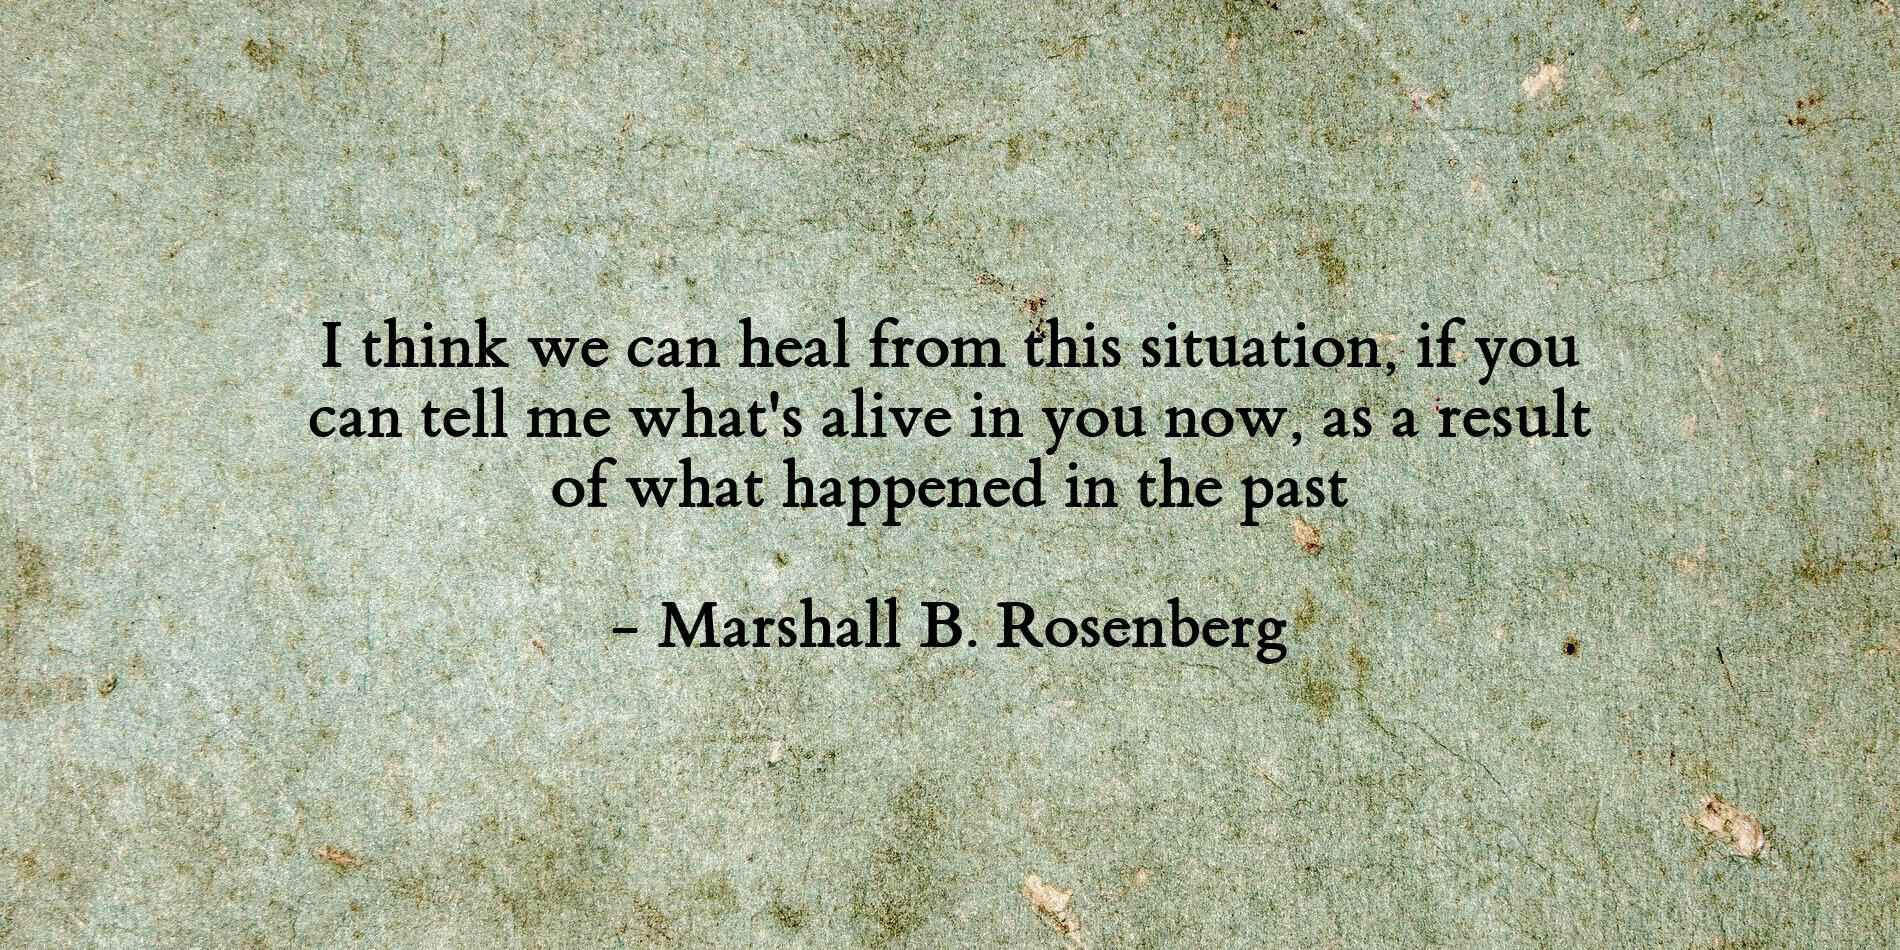 I think we can heal from this situation, if you
can tell me what's alive in you now, as a result
of what happened in the past
- Marshall B. Rosenberg